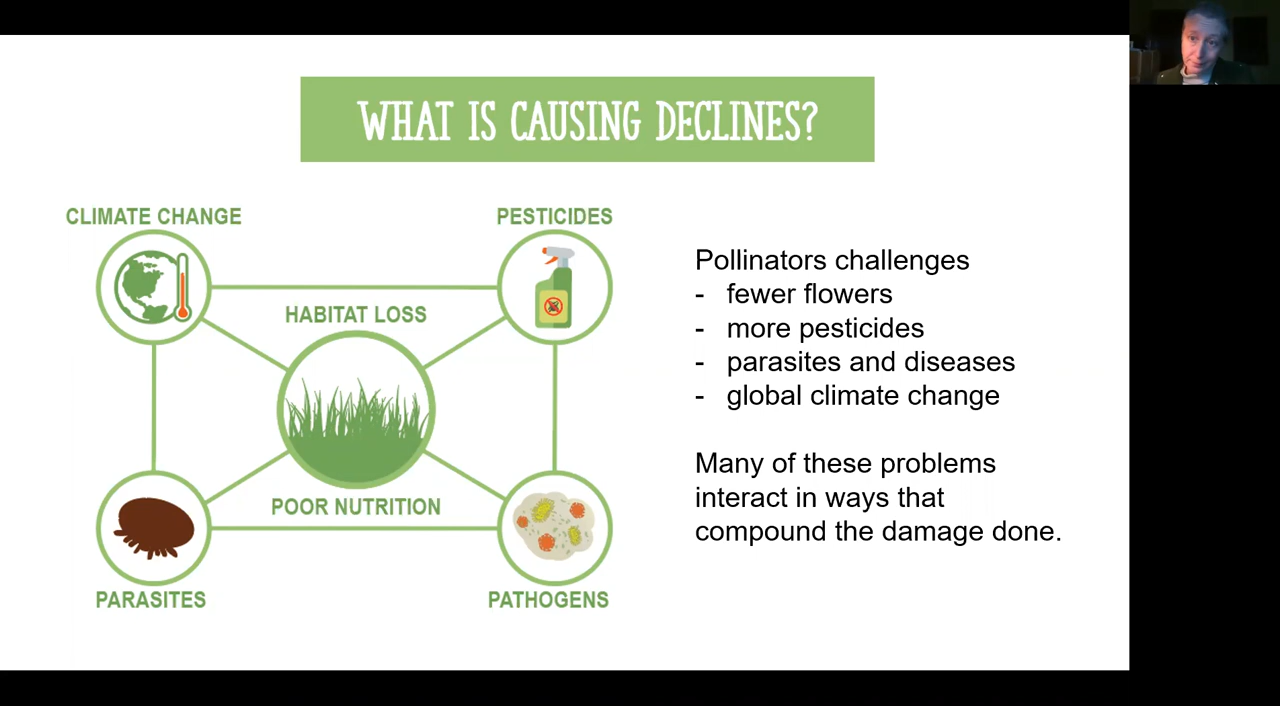 WHAT IS CAUSING DECLINES?
CLIMATE CHANGE
PESTICIDES
HABITAT LOSS
POOR NUTRITION
PARASITES
PATHOGENS
Pollinators challenges
- fewer flowers
- more pesticides
- parasites and diseases
- global climate change
Many of these problems
interact in ways that
compound the damage done.